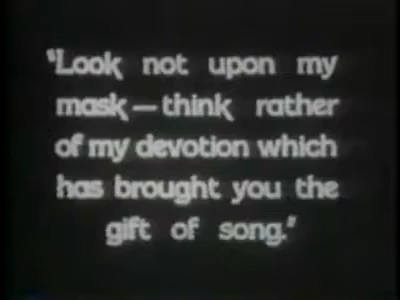 "Look not upon my
mask—think rather
of my devotion which
has brought you the
gift of song."